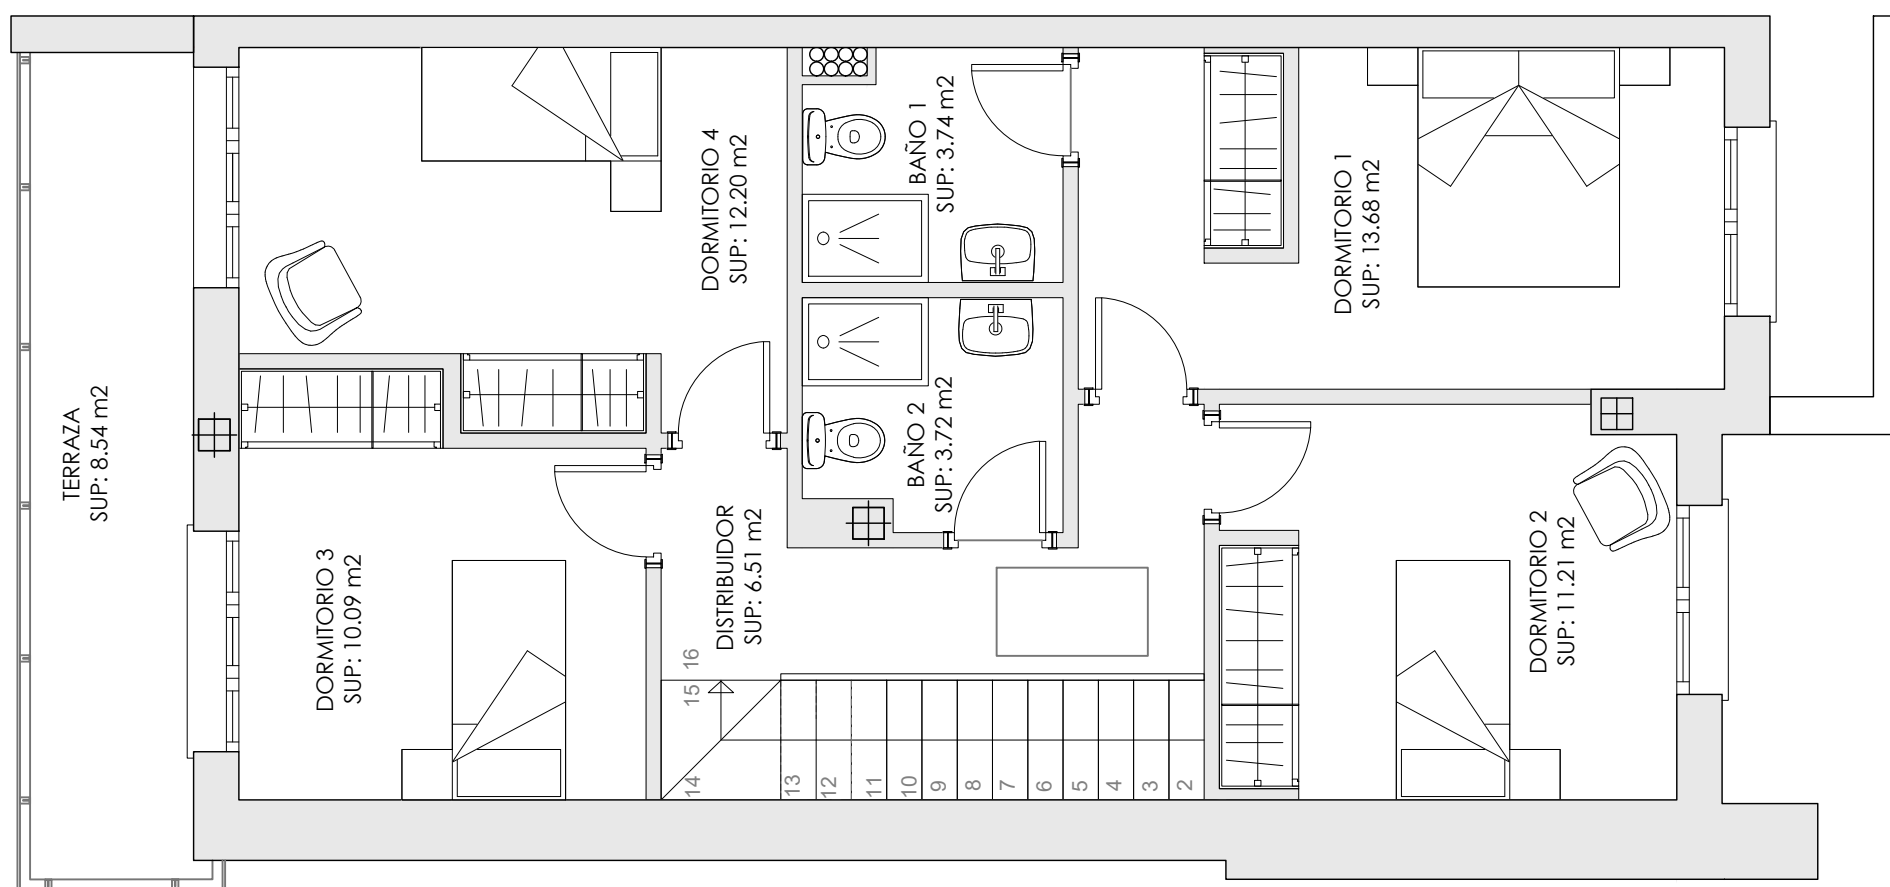 TERRAZA
SUP: 8.54 m2
DORMITORIO 4
SUP: 12.20 m2
BAÑO 1
SUP: 3.74 m2
DORMITORIO 1
SUP: 13.68 m2
BAÑO 2
SUP: 3.72 m2
DORMITORIO 3
SUP: 10.09 m2
DISTRIBUIDOR
SUP: 6.51 m2
DORMITORIO 2
SUP: 11.21 m2
16
15
14
13
12
11
10
9
8
7
6
5
4
3
2